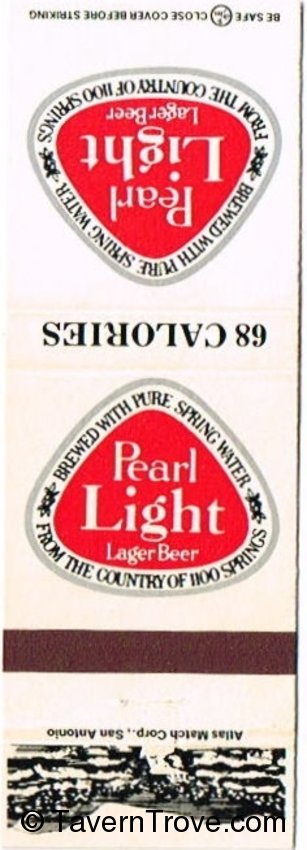 BE SAFE CLOSE COVER BEFORE STRIKING
BREWED WITH PURE SPRING WATER
Pearl
Light
Lager Beer
FROM THE COUNTRY OF 1100 SPRINGS
68 CALORIES
BREWED WITH PURE SPRING WATER
Pearl
Light
Lager Beer
FROM THE COUNTRY OF 1100 SPRINGS
Atlas Match Corp., San Antonio
© TavernTrove.com